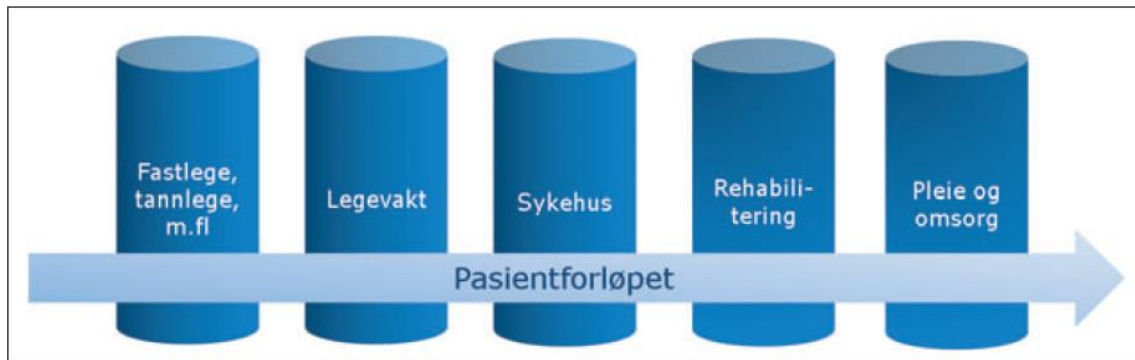 Fastlege,
tannlege,
m.fl
Legevakt
Sykehus
Rehabili-
tering
Pleie og
omsorg
Pasientforløpet